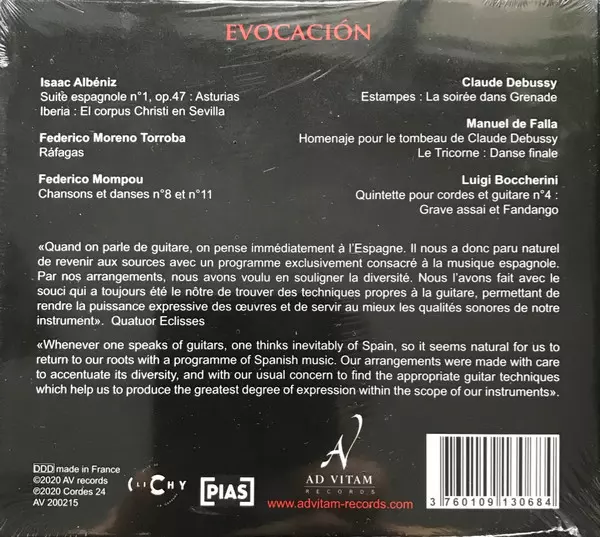 EVOCACIÓN
Isaac Albéniz
Suite espagnole n°1, op.47 : Asturias
Iberia : El corpus Christi en Sevilla
Federico Moreno Torroba
Ráfagas
Federico Mompou
Chansons et danses n°8 et n°11
Claude Debussy
Estampes : La soirée dans Grenade
Manuel de Falla
Homenaje pour le tombeau de Claude Debussy
Le Tricorne : Danse finale
Luigi Boccherini
Quintette pour cordes et guitare n°4 :
Grave assai et Fandango
«Quand on parle de guitare, on pense immédiatement à l'Espagne. Il nous a donc paru naturel
de revenir aux sources avec un programme exclusivement consacré à la musique espagnole.
Par nos arrangements, nous avons voulu en souligner la diversité. Nous l'avons fait avec le
souci qui a toujours été le nôtre de trouver des techniques propres à la guitare, permettant de
rendre la puissance expressive des œuvres et de servir au mieux les qualités sonores de notre
instrument». Quatuor Eclisses
«Whenever one speaks of guitars, one thinks inevitably of Spain, so it seems natural for us to
return to our roots with a programme of Spanish music. Our arrangements were made with care
to accentuate its diversity, and with our usual concern to find the appropriate guitar techniques
which help us to produce the greatest degree of expression within the scope of our instruments».
DDD made in France
©2020 AV records
℗2020 Cordes 24
AV 200215
CLICHY
[PIAS]
AV
AD VITAM
RECORDS
www.advitam-records.com
3 760109 130684